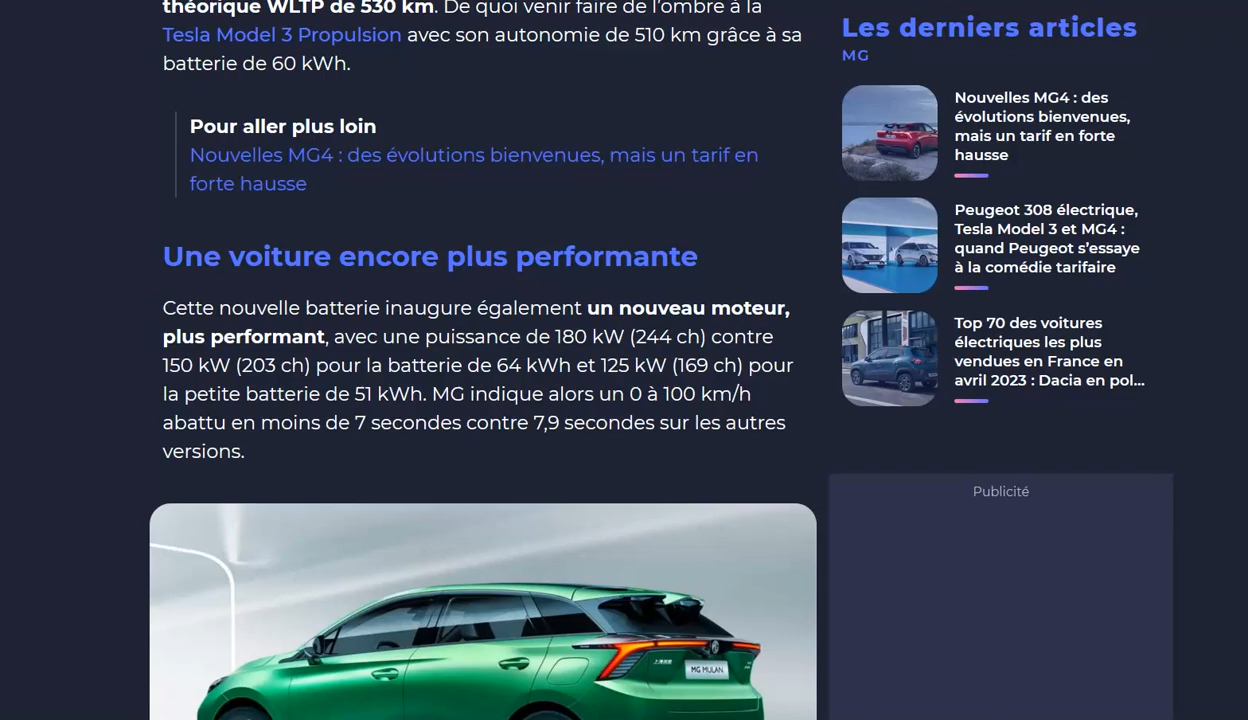 théorique WLTP de 530 km. De quoi venir faire de l'ombre à la
Tesla Model 3 Propulsion avec son autonomie de 510 km grâce à sa
batterie de 60 kWh.
Pour aller plus loin
Nouvelles MG4 : des évolutions bienvenues, mais un tarif en
forte hausse
Une voiture encore plus performante
Cette nouvelle batterie inaugure également un nouveau moteur,
plus performant, avec une puissance de 180 kW (244 ch) contre
150 kW (203 ch) pour la batterie de 64 kWh et 125 kW (169 ch) pour
la petite batterie de 51 kWh. MG indique alors un 0 à 100 km/h
abattu en moins de 7 secondes contre 7,9 secondes sur les autres
versions.
MG MULAN
Les derniers articles
MG
Nouvelles MG4 : des
évolutions bienvenues,
mais un tarif en forte
hausse
Peugeot 308 électrique,
Tesla Model 3 et MG4 :
quand Peugeot s'essaye
à la comédie tarifaire
Top 70 des voitures
électriques les plus
vendues en France en
avril 2023 : Dacia en pol...
Publicité